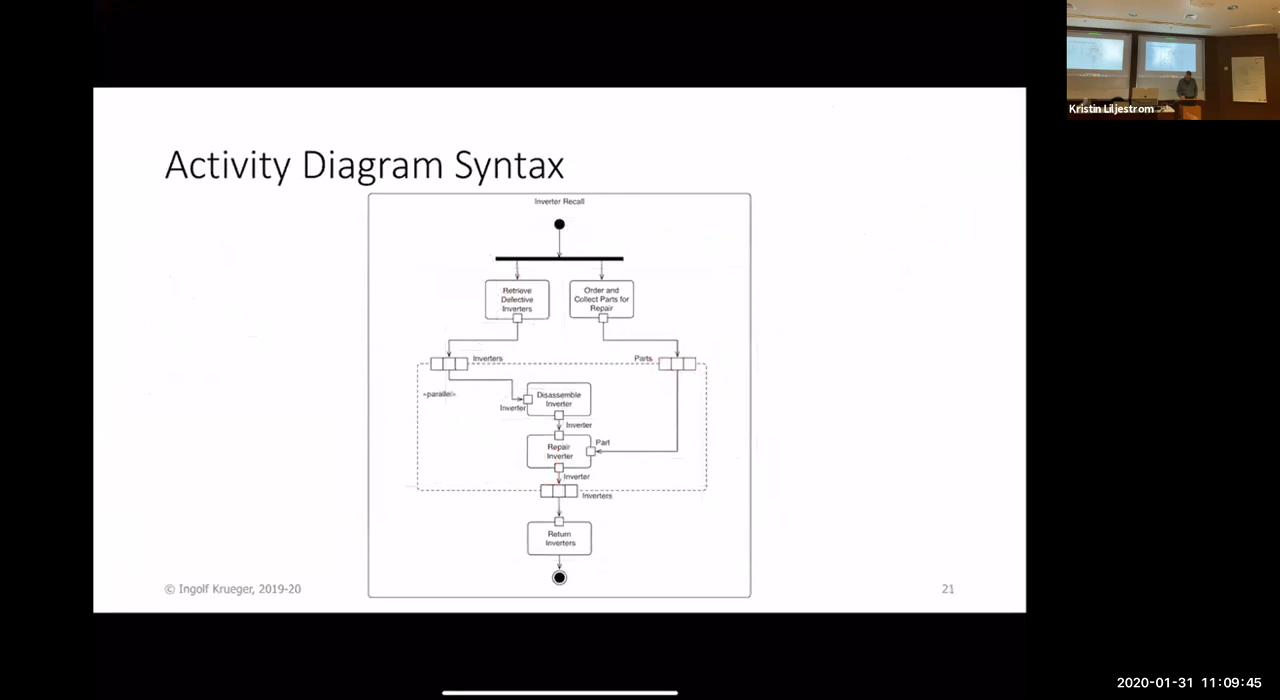 Kristin Liljestrom
Activity Diagram Syntax
Inverter Recall
Retrieve
Defective
Inverters
Order and
Collect Parts for
Repair
Inverters
Parts
«parallel»
Disassemble
Inverter
Inverter
Inverter
Part
Repair
Inverter
Inverter
Inverters
Return
Inverters
© Ingolf Krueger, 2019-20
21
2020-01-31 11:09:45